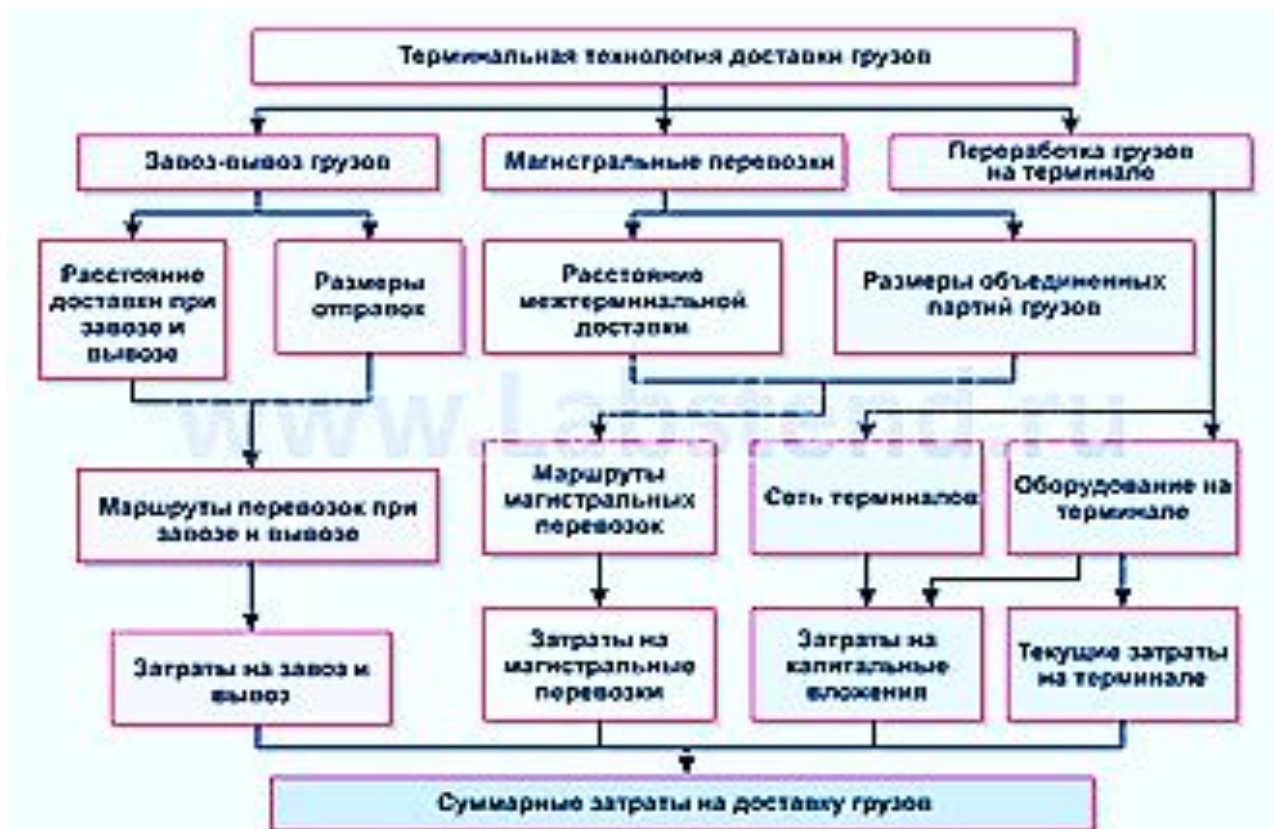 Терминальная технология доставки грузов
Завоз-вывоз грузов
Магистральные перевозки
Переработка грузов
на терминале
Расстояние
доставки при
завозе и
вывозе
Размеры
отправок
Расстояние
межтерминальной
доставки
Размеры объединенных
партий грузов
www.Labstend.ru
Маршруты перевозок при
завозе и вывозе
Маршруты
магистральных
перевозок
Сеть терминалов
Оборудование на
терминале
Затраты на завоз и
вывоз
Затраты на
магистральные
перевозки
Затраты на
капитальные
вложения
Текущие затраты
на терминале
Суммарные затраты на доставку грузов